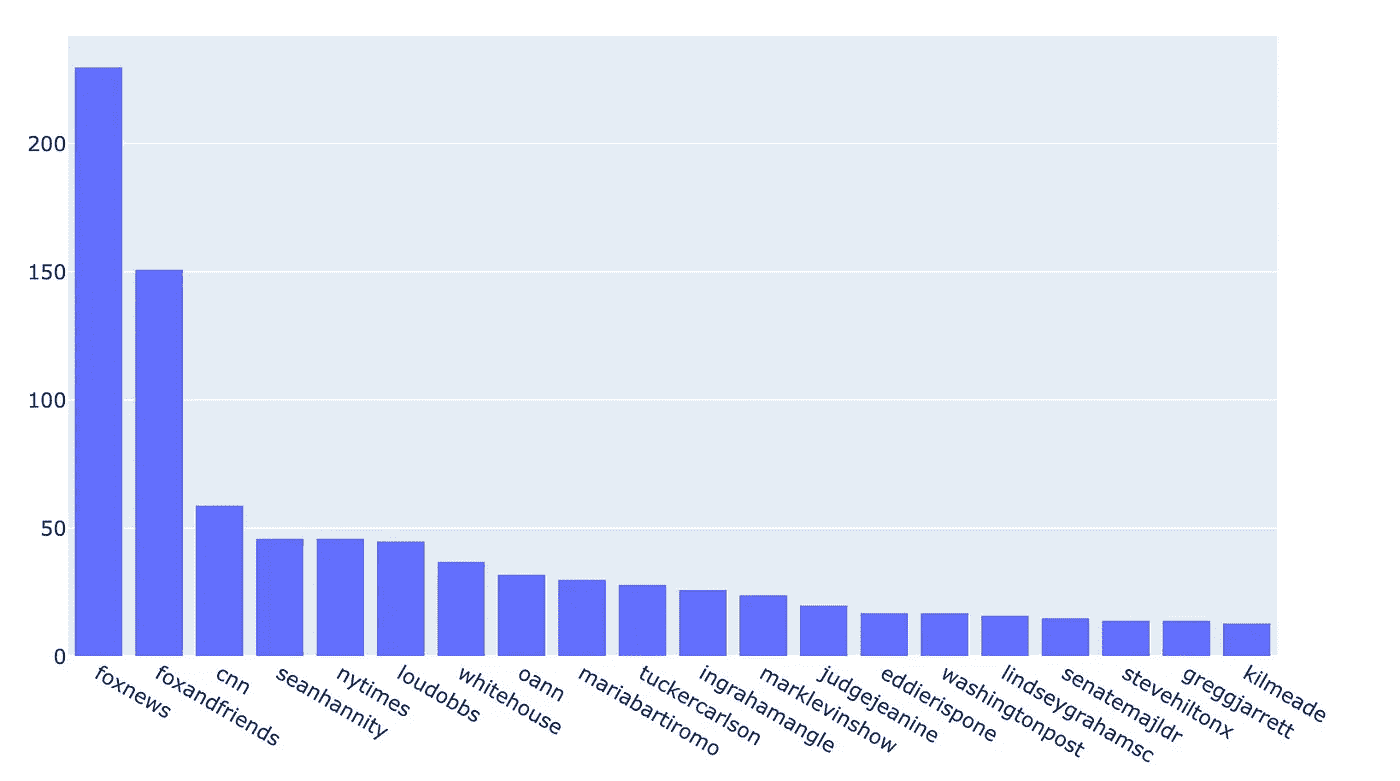 200
150
100
50
0
foxnews
foxandfriends
cnn
seanhannity
nytimes
loudobbs
whitehouse
oann
mariabartiromo
tuckercarlson
ingrahamangle
marklevinshow
judgejeanine
eddierispone
washingtonpost
lindseygrahamsc
senatemajldr
stevehiltonx
greggjarrett
kilmeade